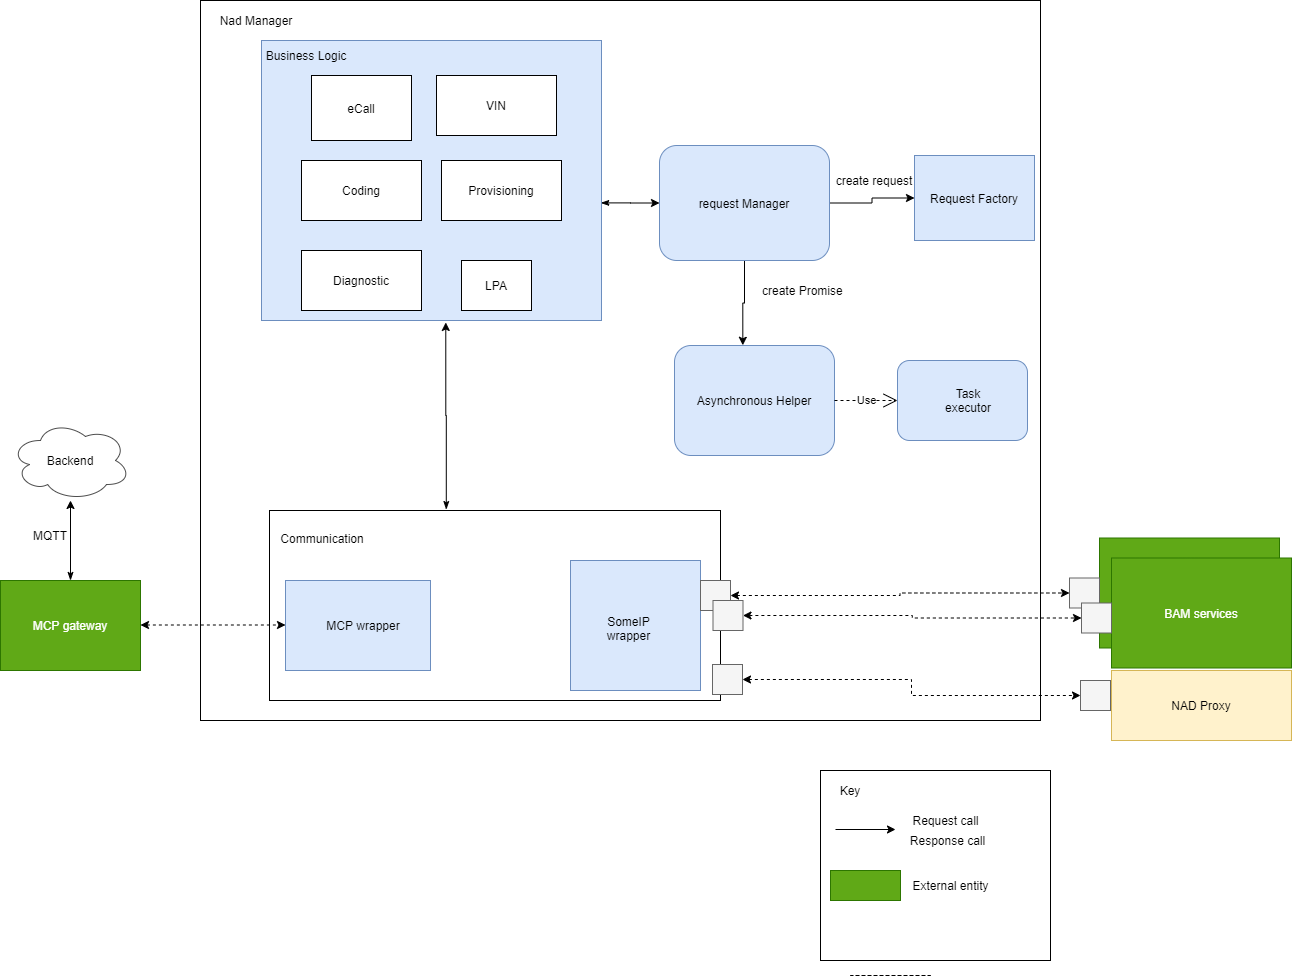 Nad Manager
Business Logic
eCall
VIN
Coding
Provisioning
Diagnostic
LPA
request Manager
create request
Request Factory
create Promise
Asynchronous Helper
Use
Task
executor
Backend
MQTT
MCP gateway
Communication
MCP wrapper
SomeIP
wrapper
BAM services
NAD Proxy
Key
Request call
Response call
External entity